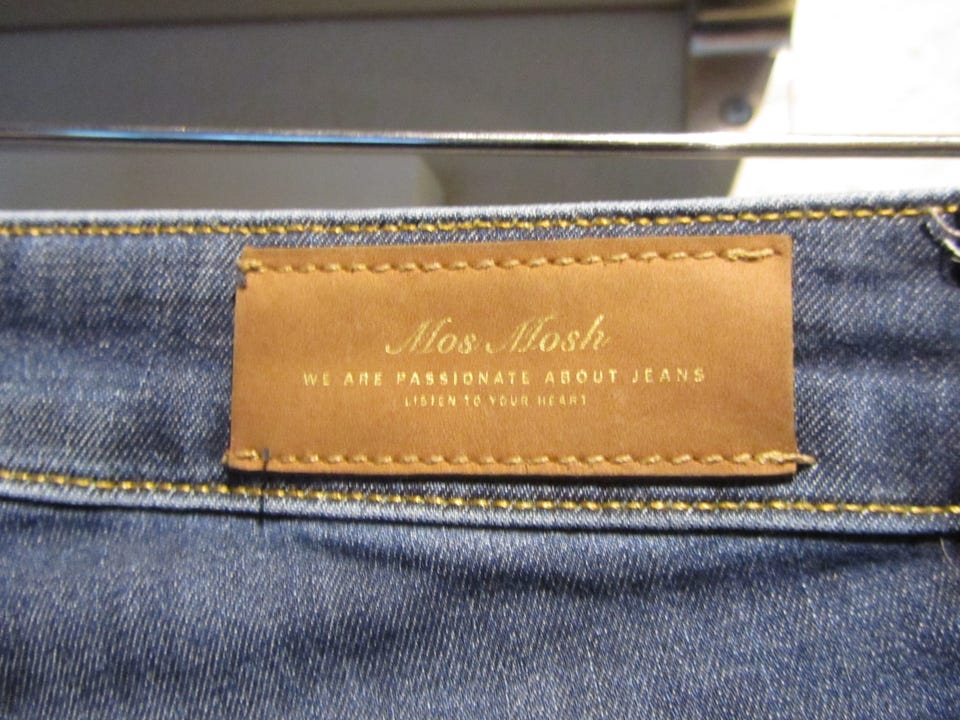 Mos Mosh
WE ARE PASSIONATE ABOUT JEANS
LISTEN TO YOUR HEART